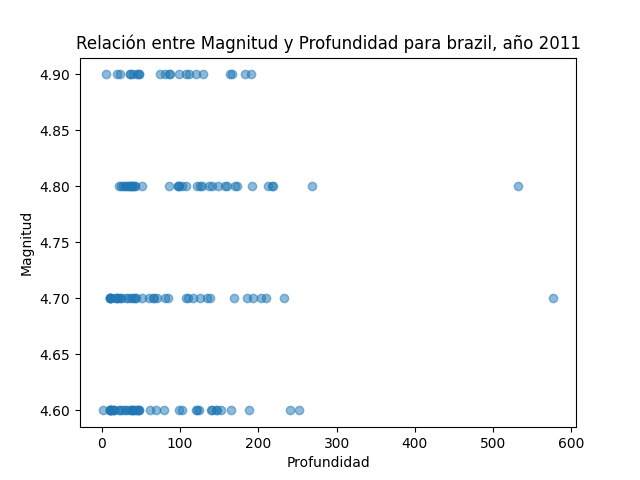 Relación entre Magnitud y Profundidad para brazil, año 2011
4.90
4.85
4.80
4.75
4.70
4.65
4.60
Magnitud
0 100 200 300 400 500 600
Profundidad